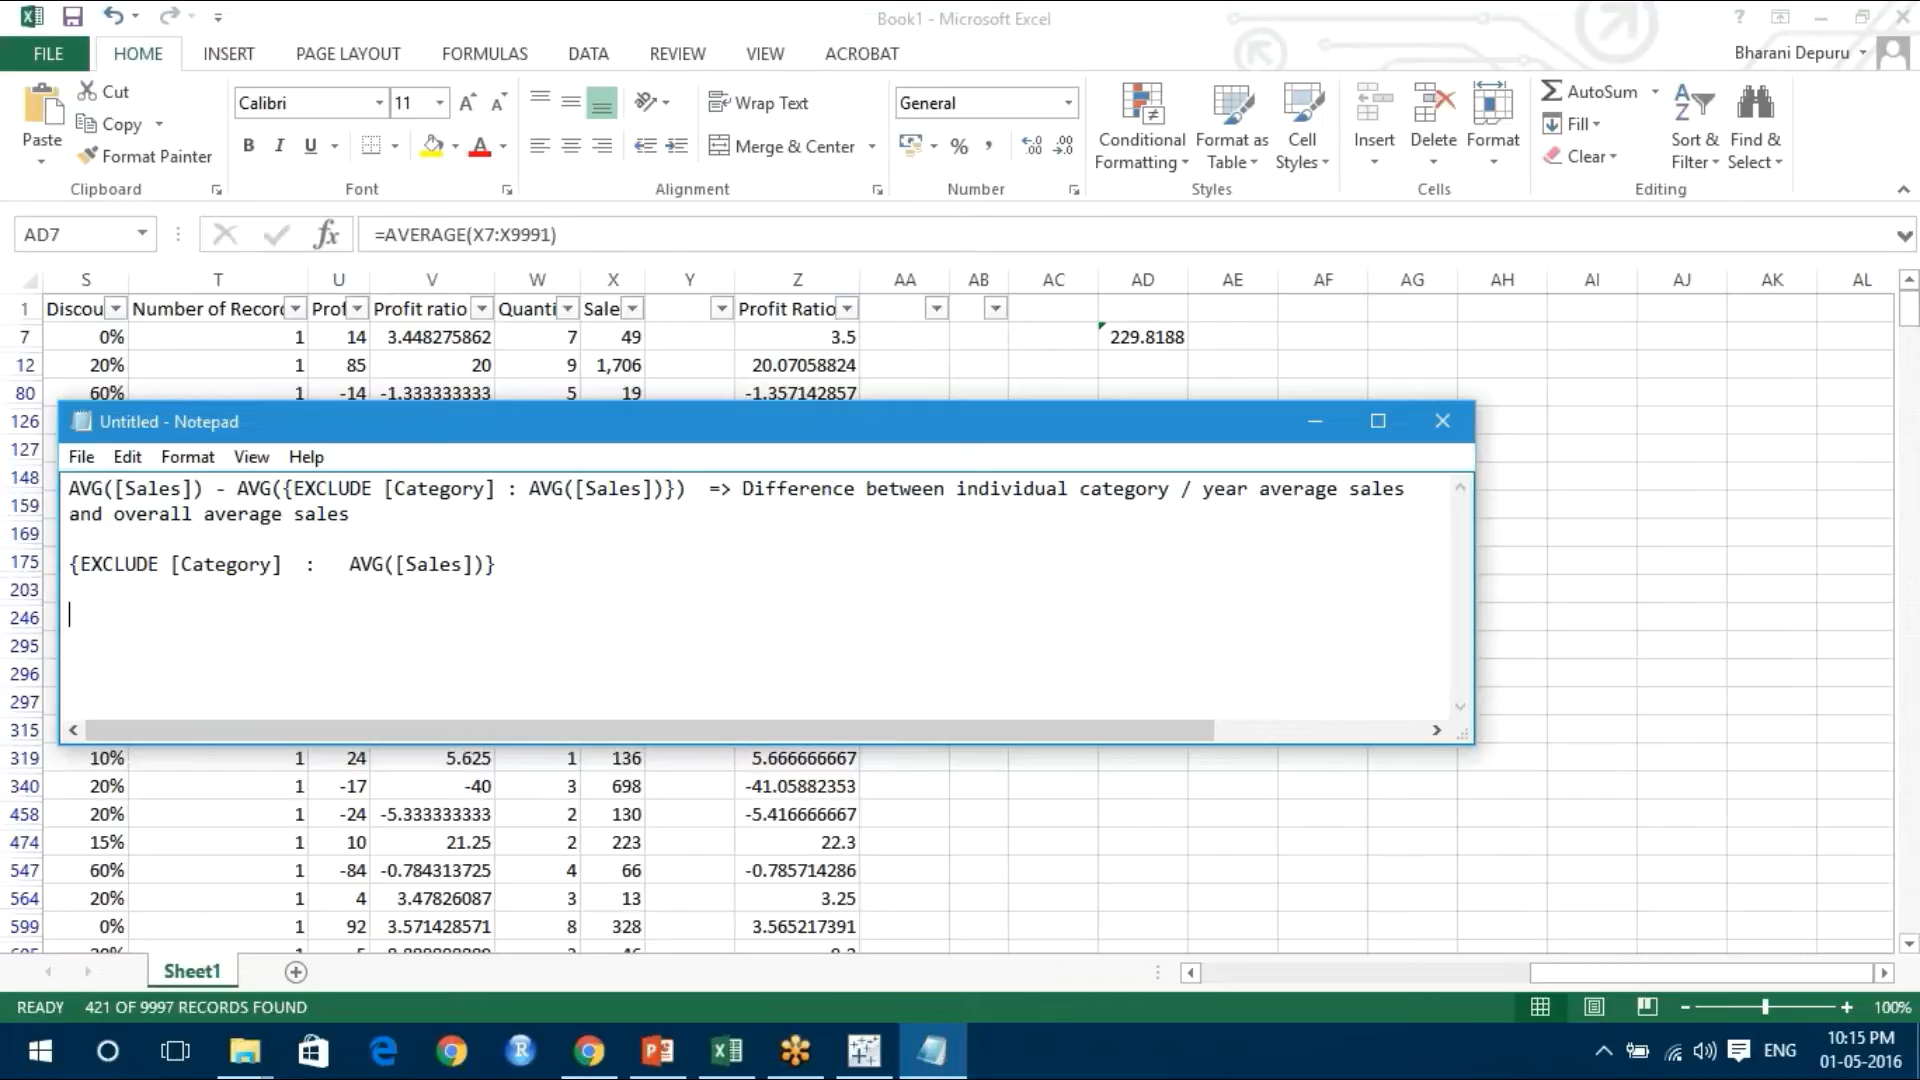 Book1 - Microsoft Excel
?
FILE HOME INSERT PAGE LAYOUT FORMULAS DATA REVIEW VIEW ACROBAT Bharani Depuru
Paste
Cut
Copy
Format Painter
Clipboard
Calibri 11
B I U
Font
Wrap Text
Merge & Center
Alignment
General
%
Number
Conditional Formatting
Format as Table
Cell Styles
Styles
Insert Delete Format
Cells
AutoSum
Fill
Clear
Sort & Filter
Find & Select
Editing
AD7 fx =AVERAGE(X7:X9991)
S T U V W X Y Z AA AB AC AD AE AF AG AH AI AJ AK AL
1 Discou Number of Record Prof Profit ratio Quanti Sale Profit Ratio
7 0% 1 14 3.448275862 7 49 3.5 229.8188
12 20% 1 85 20 9 1,706 20.07058824
80 60% 1 -14 -1.333333333 5 19 -1.357142857
126
127
148
159
169
175
203
246
295
296
297
315
Untitled - Notepad
File Edit Format View Help
AVG([Sales]) - AVG({EXCLUDE [Category] : AVG([Sales])}) => Difference between individual category / year average sales
and overall average sales
{EXCLUDE [Category] : AVG([Sales])}
319 10% 1 24 5.625 1 136 5.666666667
340 20% 1 -17 -40 3 698 -41.05882353
458 20% 1 -24 -5.333333333 2 130 -5.416666667
474 15% 1 10 21.25 2 223 22.3
547 60% 1 -84 -0.784313725 4 66 -0.785714286
564 20% 1 4 3.47826087 3 13 3.25
599 0% 1 92 3.571428571 8 328 3.565217391
Sheet1
READY 421 OF 9997 RECORDS FOUND 100%
ENG
10:15 PM
01-05-2016